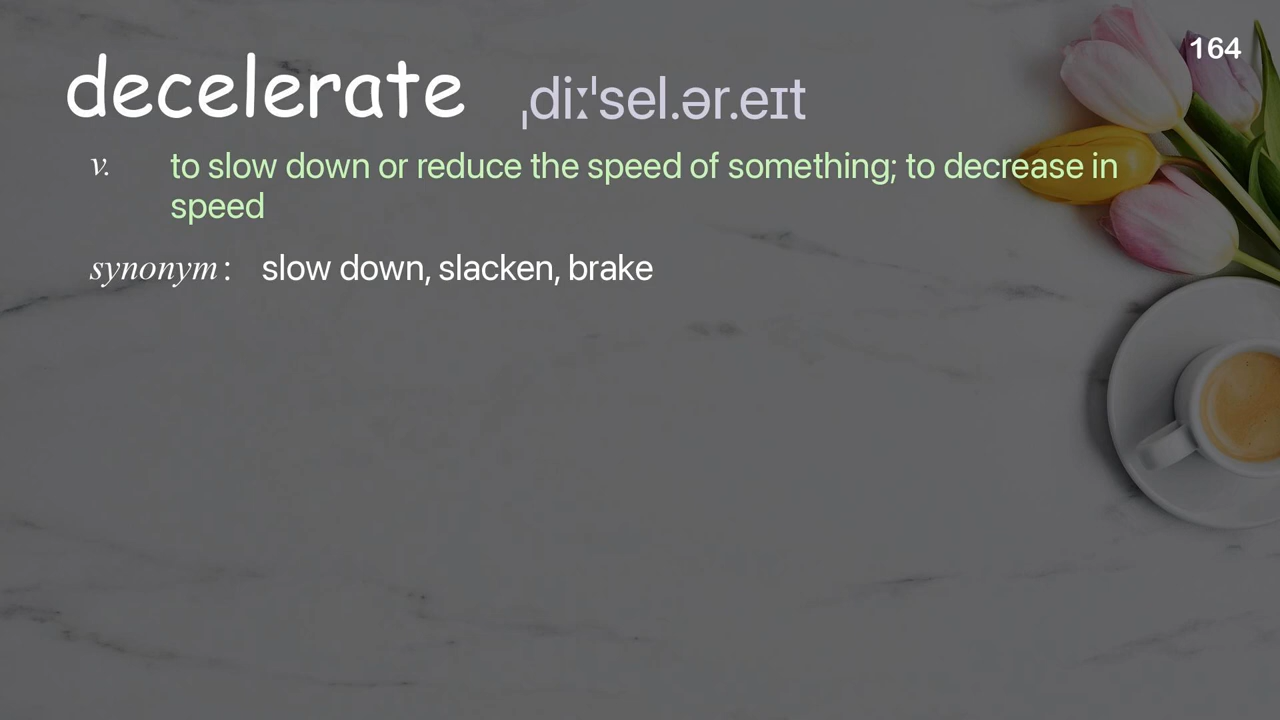 164
decelerate ˌdiːˈsel.ər.eɪt
v. to slow down or reduce the speed of something; to decrease in
speed
synonym : slow down, slacken, brake